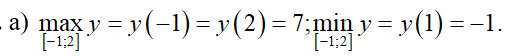 a) max y = y(−1) = y(2) = 7; min y = y(1) = −1.
[−1;2] [−1;2]